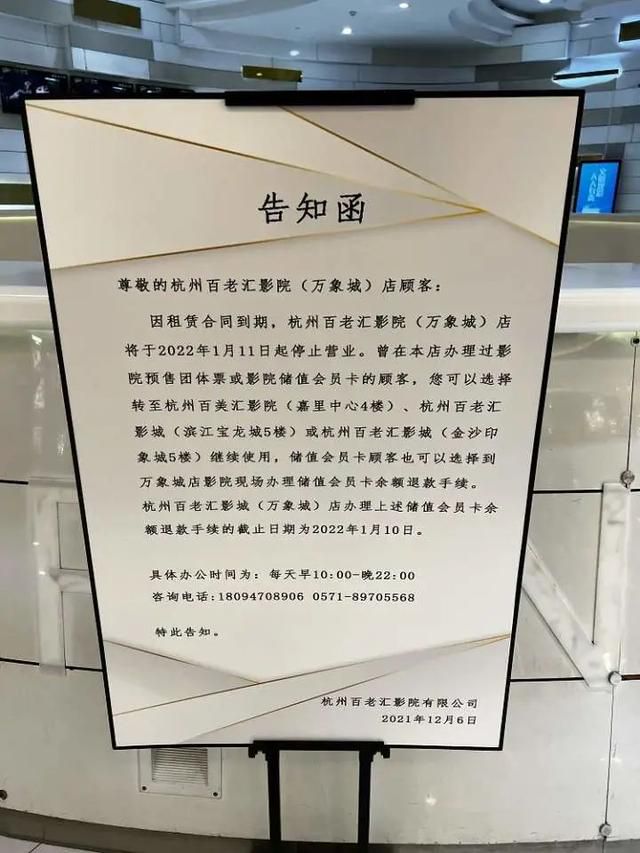 告知函
尊敬的杭州百老汇影院（万象城）店顾客：
因租赁合同到期，杭州百老汇影院（万象城）店
将于2022年1月11日起停止营业。曾在本店办理过影
院预售团体票或影院储值会员卡的顾客，您可以选择
转至杭州百美汇影院（嘉里中心4楼）、杭州百老汇
影城（滨江宝龙城5楼）或杭州百老汇影城（金沙印
象城5楼）继续使用，储值会员卡顾客也可以选择到
万象城店影院现场办理储值会员卡余额退款手续。
杭州百老汇影城（万象城）店办理上述储值会员卡余
额退款手续的截止日期为2022年1月10日。
具体办公时间为：每天早10:00-晚22:00
咨询电话:18094708906 0571-89705568
特此告知。
杭州百老汇影院有限公司
2021年12月6日